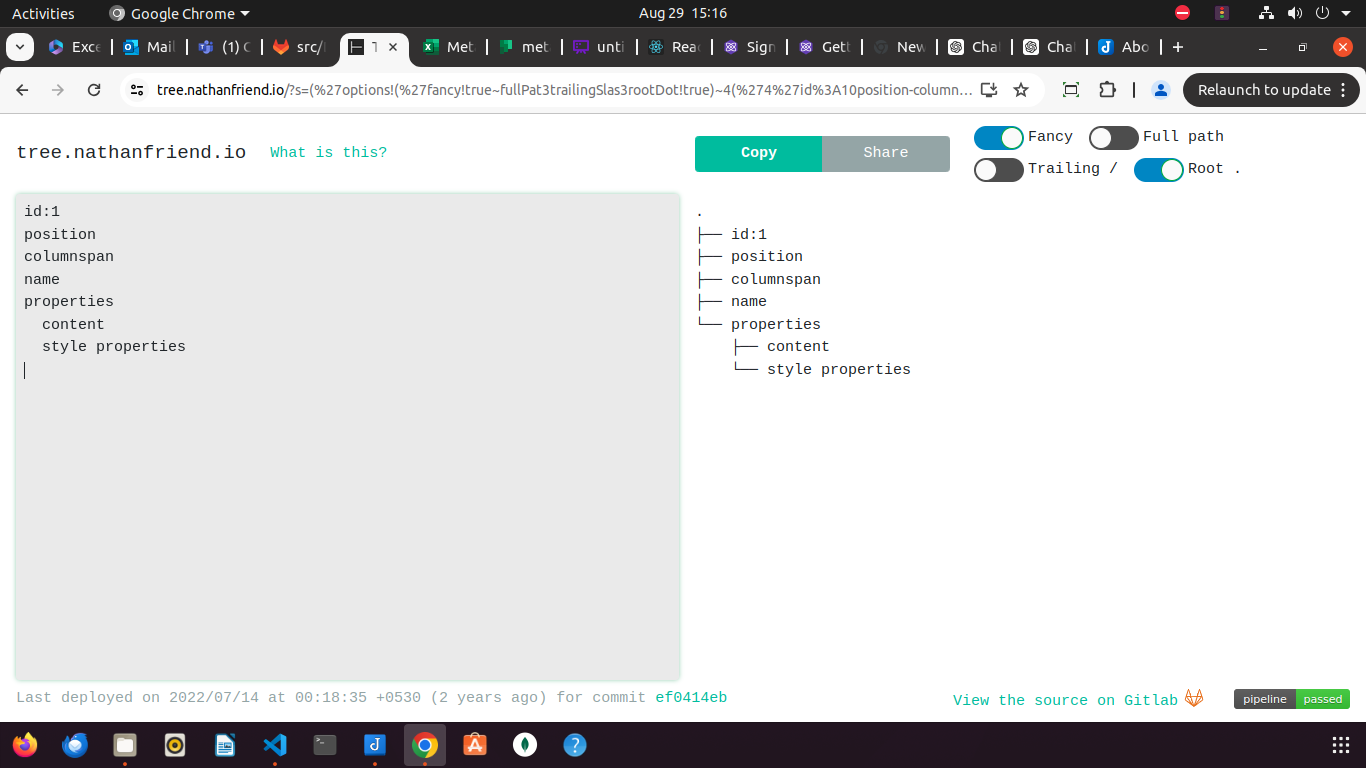 Activities Google Chrome Aug 29 15:16
Exce Mail (1) C src/ T Met meta unti Rea Sign Gett New Cha Cha Abo
tree.nathanfriend.io/?s=(%27options!(%27fancy!true~fullPat3trailingSlas3rootDot!true)~4(%274%27id%3A10position-column... Relaunch to update
tree.nathanfriend.io What is this? Copy Share Fancy Full path
Trailing / Root .
id:1
position
columnspan
name
properties
content
style properties
.
├── id:1
├── position
├── columnspan
├── name
└── properties
    ├── content
    └── style properties
Last deployed on 2022/07/14 at 00:18:35 +0530 (2 years ago) for commit ef0414eb
View the source on Gitlab pipeline passed